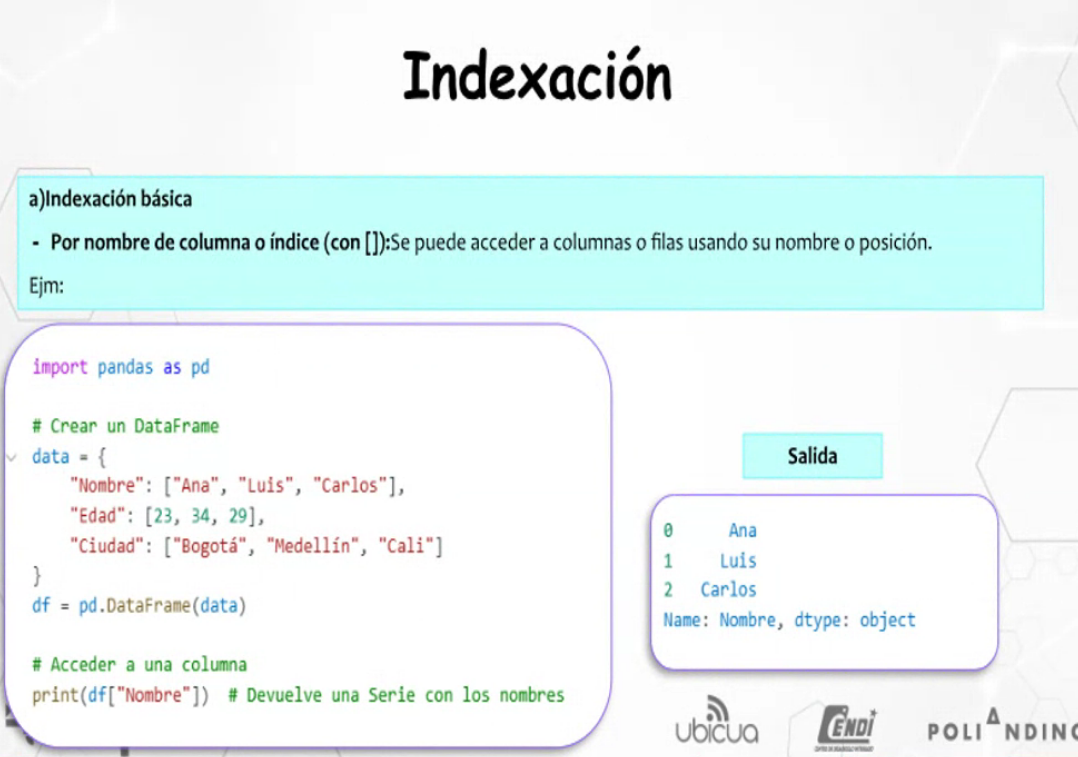 Indexación
a)Indexación básica
- Por nombre de columna o índice (con []):Se puede acceder a columnas o filas usando su nombre o posición.
Ejm:
import pandas as pd
# Crear un DataFrame
data = {
    "Nombre": ["Ana", "Luis", "Carlos"],
    "Edad": [23, 34, 29],
    "Ciudad": ["Bogotá", "Medellín", "Cali"]
}
df = pd.DataFrame(data)
# Acceder a una columna
print(df["Nombre"])  # Devuelve una Serie con los nombres
Salida
0      Ana
1     Luis
2   Carlos
Name: Nombre, dtype: object
ubicua
CENDI
POLIANDINO